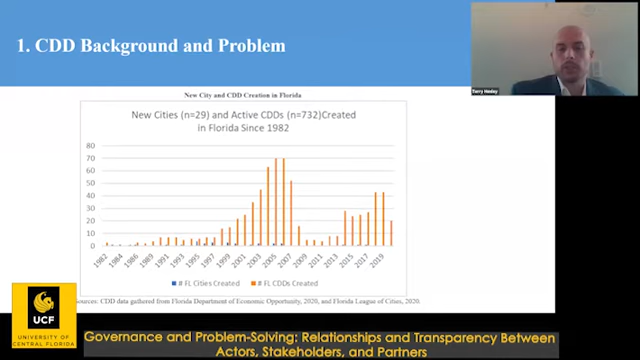 1. CDD Background and Problem
Terry Henley
New City and CDD Creation in Florida
New Cities (n=29) and Active CDDs (n=732)Created
in Florida Since 1982
80
70
60
50
40
30
20
10
0
1982 1984 1986 1989 1991 1993 1995 1997 1999 2001 2003 2005 2007 2009 2011 2013 2015 2017 2019
# FL Cities Created # FL CDDs Created
Sources: CDD data gathered from Florida Department of Economic Opportunity, 2020, and Florida League of Cities, 2020.
UCF
UNIVERSITY OF
CENTRAL FLORIDA
Governance and Problem-Solving: Relationships and Transparency Between
Actors, Stakeholders, and Partners